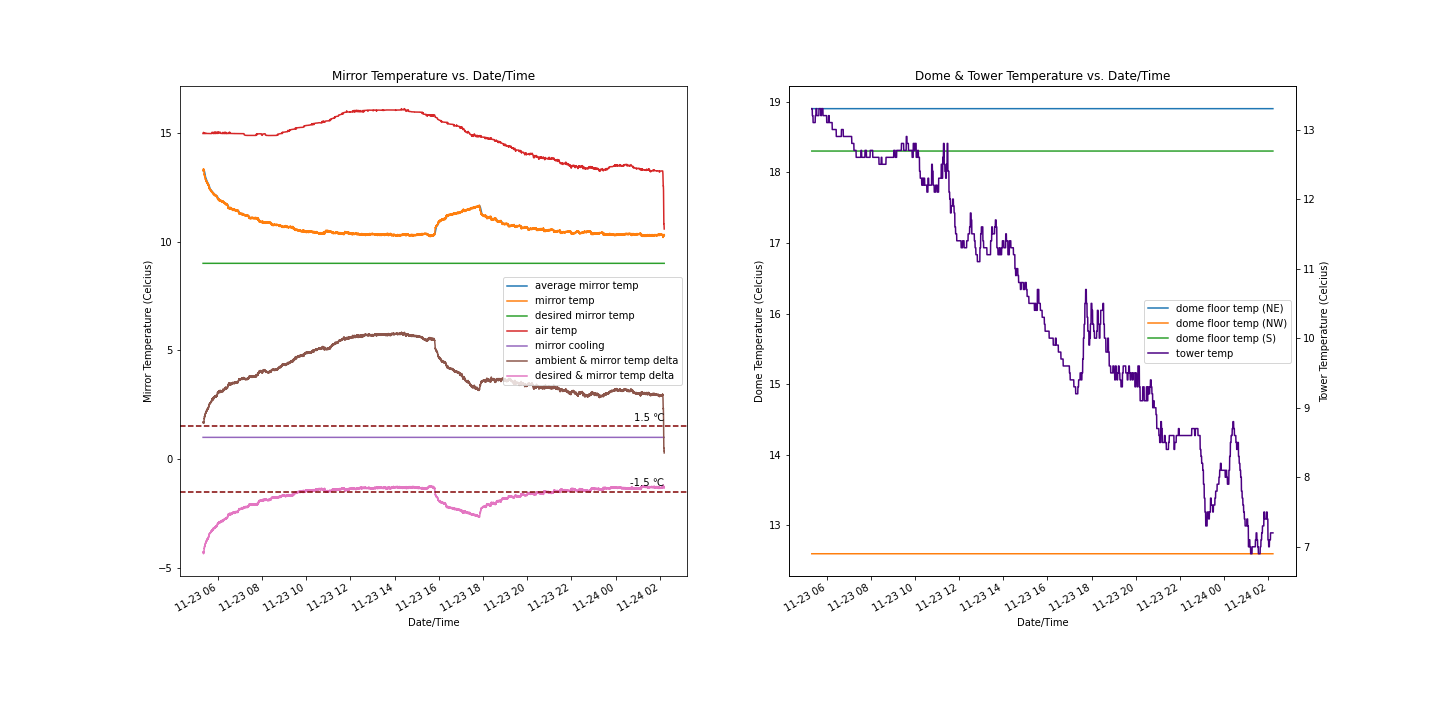 Mirror Temperature vs. Date/Time
Mirror Temperature (Celcius)
15
10
5
0
−5
average mirror temp
mirror temp
desired mirror temp
air temp
mirror cooling
ambient & mirror temp delta
desired & mirror temp delta
1.5 °C
-1.5 °C
11-23 06
11-23 08
11-23 10
11-23 12
11-23 14
11-23 16
11-23 18
11-23 20
11-23 22
11-24 00
11-24 02
Date/Time
Dome & Tower Temperature vs. Date/Time
Dome Temperature (Celcius)
19
18
17
16
15
14
13
dome floor temp (NE)
dome floor temp (NW)
dome floor temp (S)
tower temp
13
12
11
10
9
8
7
Tower Temperature (Celcius)
11-23 06
11-23 08
11-23 10
11-23 12
11-23 14
11-23 16
11-23 18
11-23 20
11-23 22
11-24 00
11-24 02
Date/Time